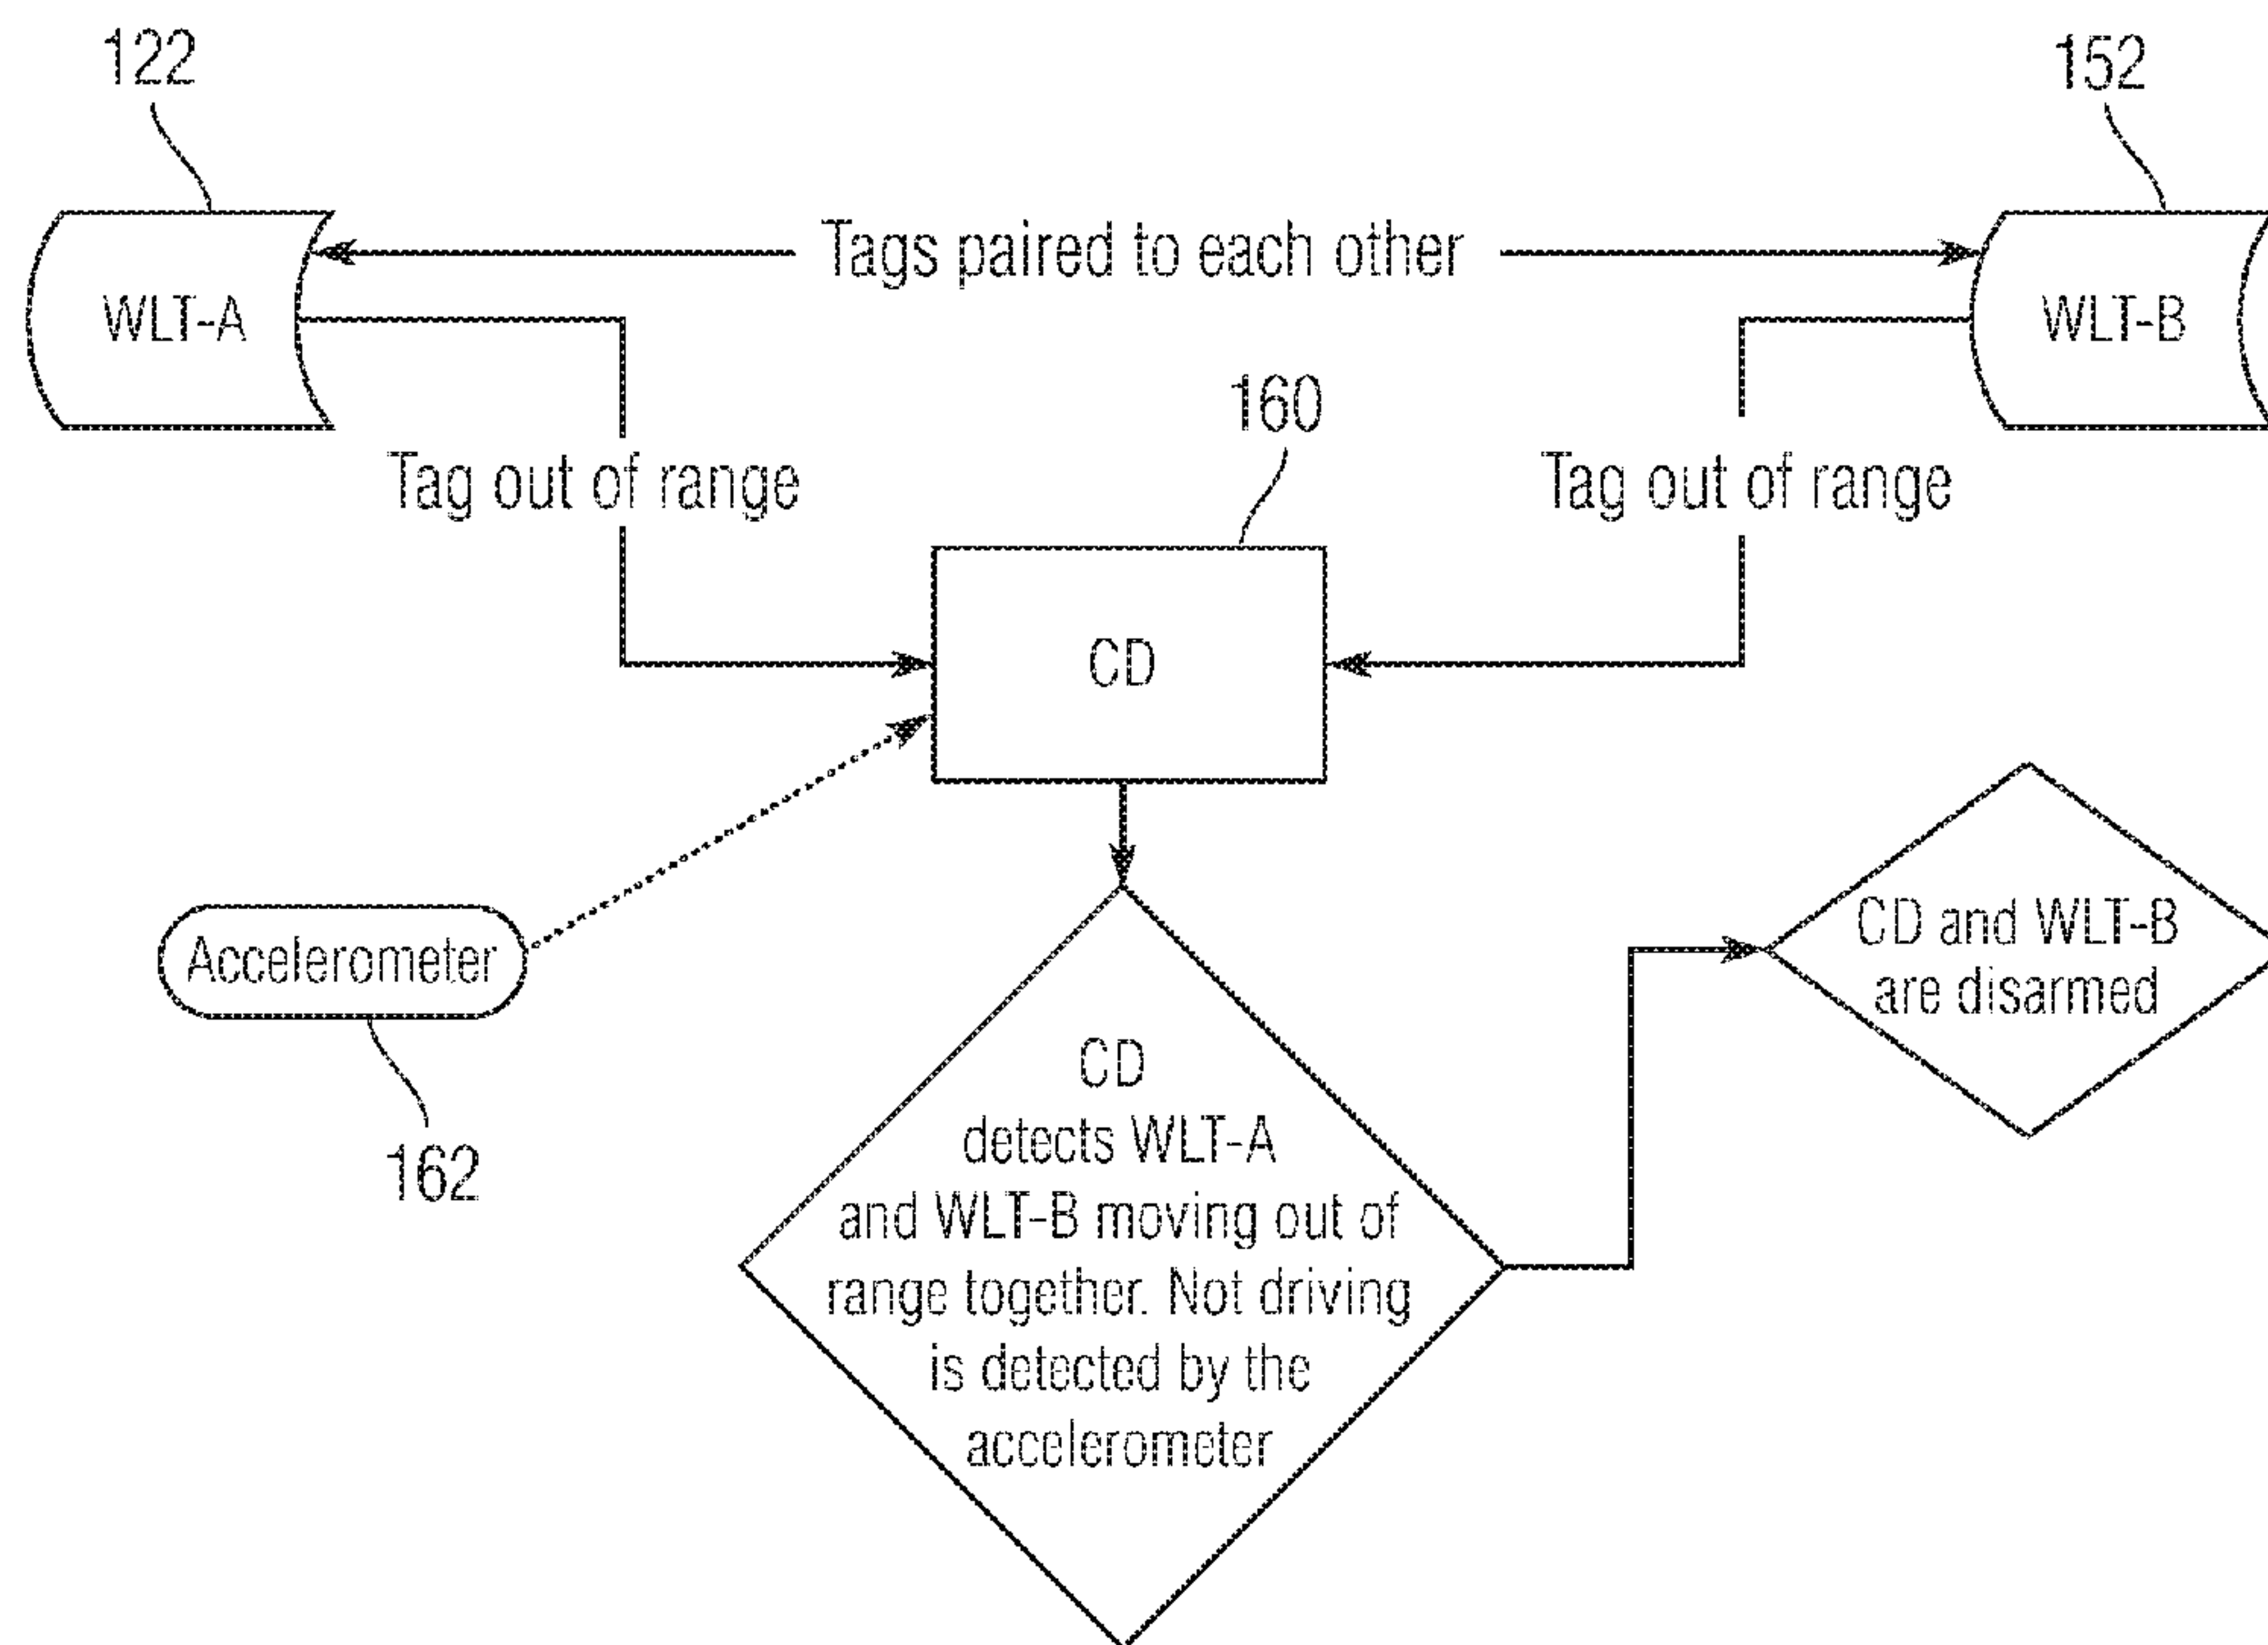 122
152
Tags paired to each other
WLT-A
WLT-B
160
Tag out of range
Tag out of range
CD
Accelerometer
162
CD and WLT-B
are disarmed
CD
detects WLT-A
and WLT-B moving out of
range together. Not driving
is detected by the
accelerometer